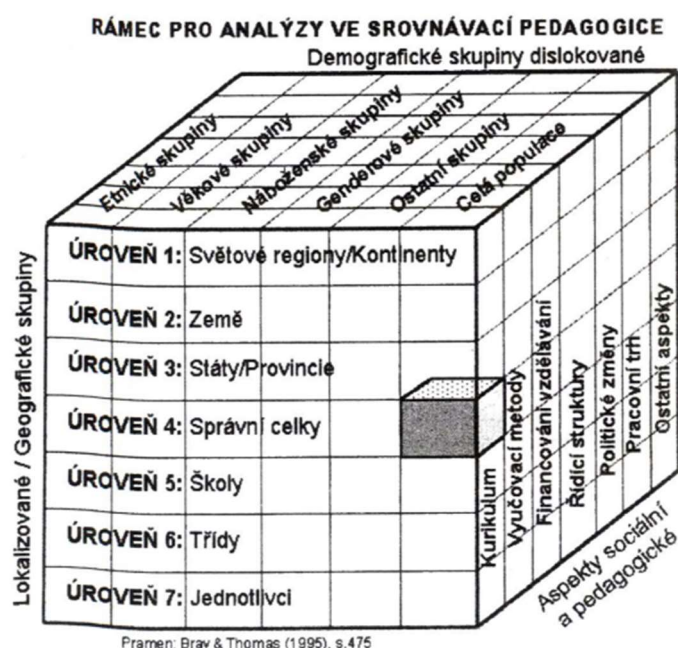 RÁMEC PRO ANALÝZY VE SROVNÁVACÍ PEDAGOGICE
Demografické skupiny dislokované
Etnické skupiny
Věkové skupiny
Náboženské skupiny
Genderové skupiny
Ostatní skupiny
Celá populace
Lokalizované / Geografické skupiny
ÚROVEŇ 1: Světové regiony/Kontinenty
ÚROVEŇ 2: Země
ÚROVEŇ 3: Státy/Provincie
ÚROVEŇ 4: Správní celky
ÚROVEŇ 5: Školy
ÚROVEŇ 6: Třídy
ÚROVEŇ 7: Jednotlivci
Kurikulum
Vyučovací metody
Financování vzdělávání
Řídící struktury
Politické změny
Pracovní trh
Ostatní aspekty
Aspekty sociální
a pedagogické
Pramen: Bray & Thomas (1995), s.475